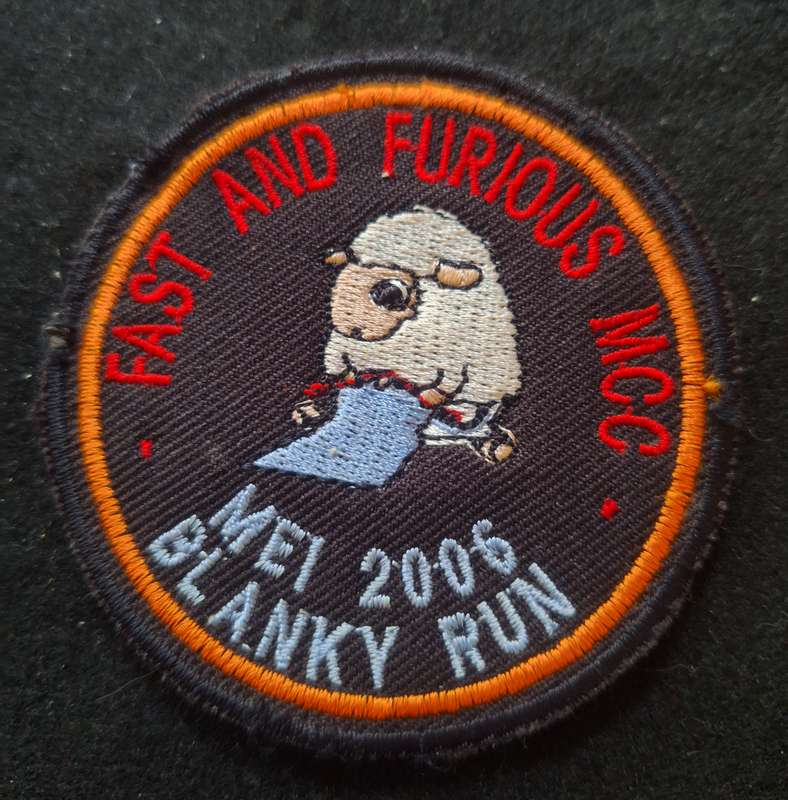 FAST AND FURIOUS MCC
MEI 2006
BLANKY RUN